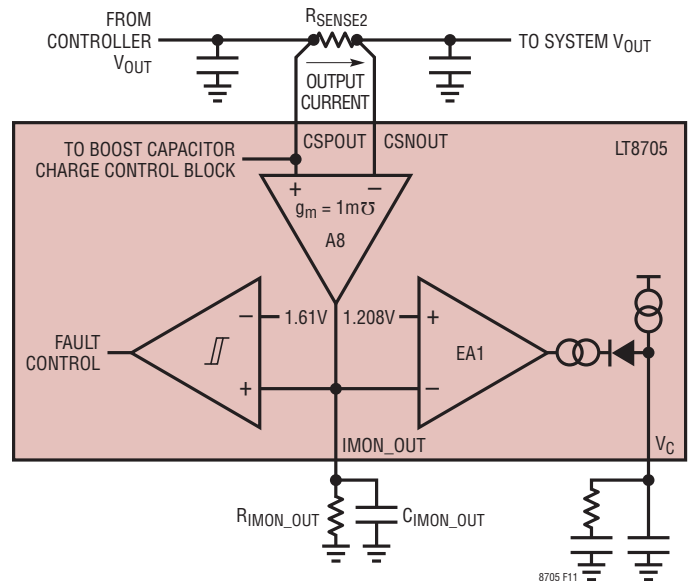 FROM
CONTROLLER
VOUT
RSENSE2
TO SYSTEM VOUT
OUTPUT
CURRENT
CSPOUT
CSNOUT
LT8705
TO BOOST CAPACITOR
CHARGE CONTROL BLOCK
+
−
gm = 1m℧
A8
−
1.61V
1.208V
+
FAULT
CONTROL
EA1
+
−
IMON_OUT
VC
RIMON_OUT
CIMON_OUT
8705 F11